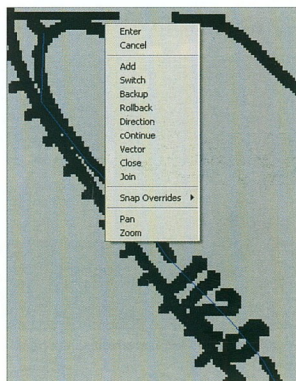 Enter
Cancel
Add
Switch
Backup
Rollback
Direction
cOntinue
Vector
Close
Join
Snap Overrides
Pan
Zoom